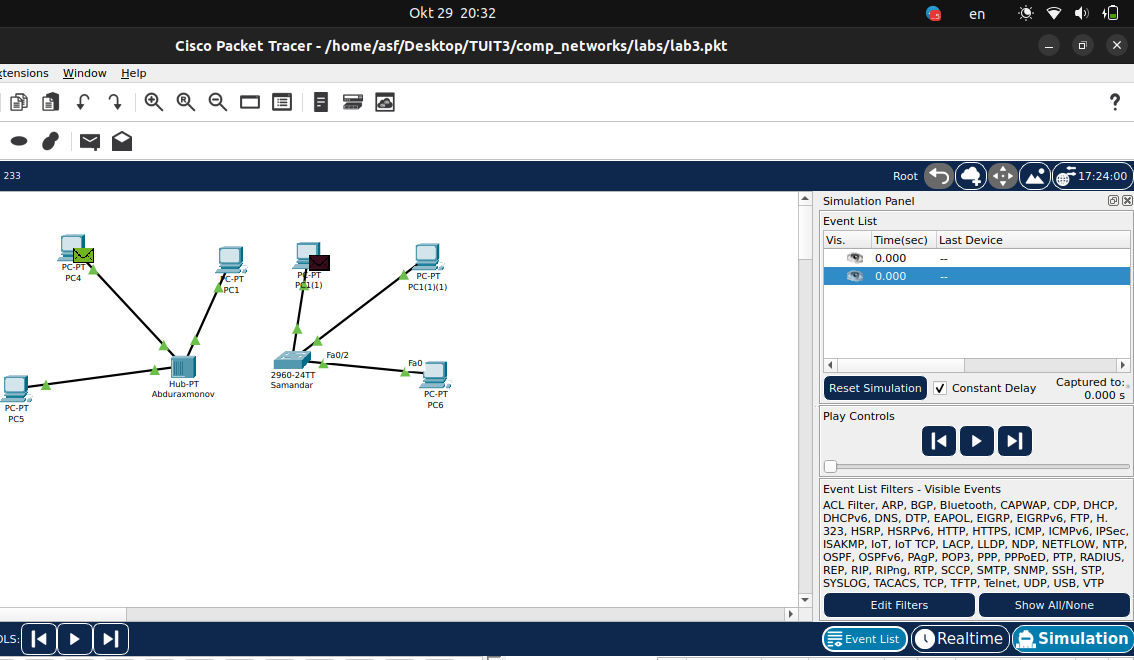 Okt 29 20:32
en
Cisco Packet Tracer - /home/asf/Desktop/TUIT3/comp_networks/labs/lab3.pkt
xtensions Window Help
?
233
Root
17:24:00
Simulation Panel
Event List
Vis. Time(sec) Last Device
0.000 --
0.000 --
Reset Simulation
Constant Delay
Captured to:
0.000 s
Play Controls
Event List Filters - Visible Events
ACL Filter, ARP, BGP, Bluetooth, CAPWAP, CDP, DHCP,
DHCPv6, DNS, DTP, EAPOL, EIGRP, EIGRPv6, FTP, H.
323, HSRP, HSRPv6, HTTP, HTTPS, ICMP, ICMPv6, IPSec,
ISAKMP, IoT, IoT TCP, LACP, LLDP, NDP, NETFLOW, NTP,
OSPF, OSPFv6, PAgP, POP3, PPP, PPPoED, PTP, RADIUS,
REP, RIP, RIPng, RTP, SCCP, SMTP, SNMP, SSH, STP,
SYSLOG, TACACS, TCP, TFTP, Telnet, UDP, USB, VTP
Edit Filters
Show All/None
PC-PT
PC4
PC-PT
PC1
PC-PT
PC1(1)
PC-PT
PC1(1)(1)
Hub-PT
Abduraxmonov
Fa0/2
2960-24TT
Samandar
Fa0
PC-PT
PC6
PC-PT
PC5
OLS:
Event List
Realtime
Simulation